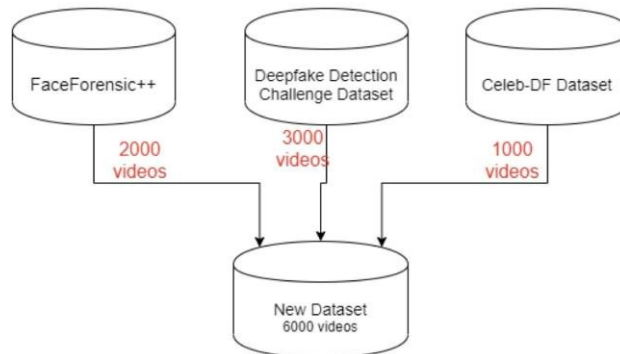 FaceForensic++
Deepfake Detection
Challenge Dataset
Celeb-DF Dataset
2000
videos
3000
videos
1000
videos
New Dataset
6000 videos